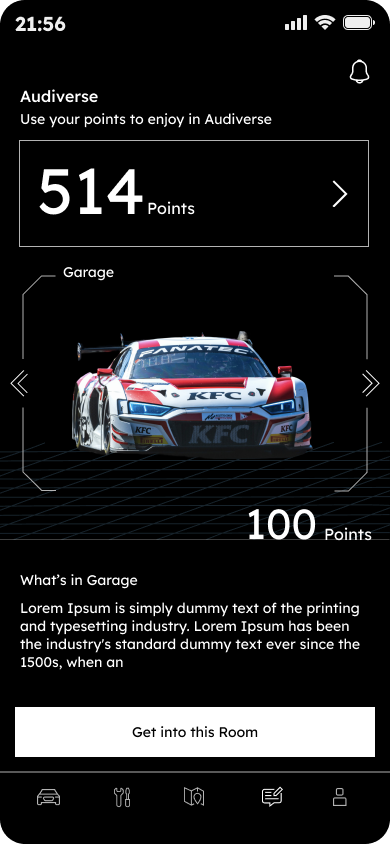 21:56
Audiverse
Use your points to enjoy in Audiverse
514 Points
Garage
FANATEC
KFC
KFC
KFC
KFC
100 Points
What's in Garage
Lorem Ipsum is simply dummy text of the printing
and typesetting industry. Lorem Ipsum has been
the industry's standard dummy text ever since the
1500s, when an
Get into this Room